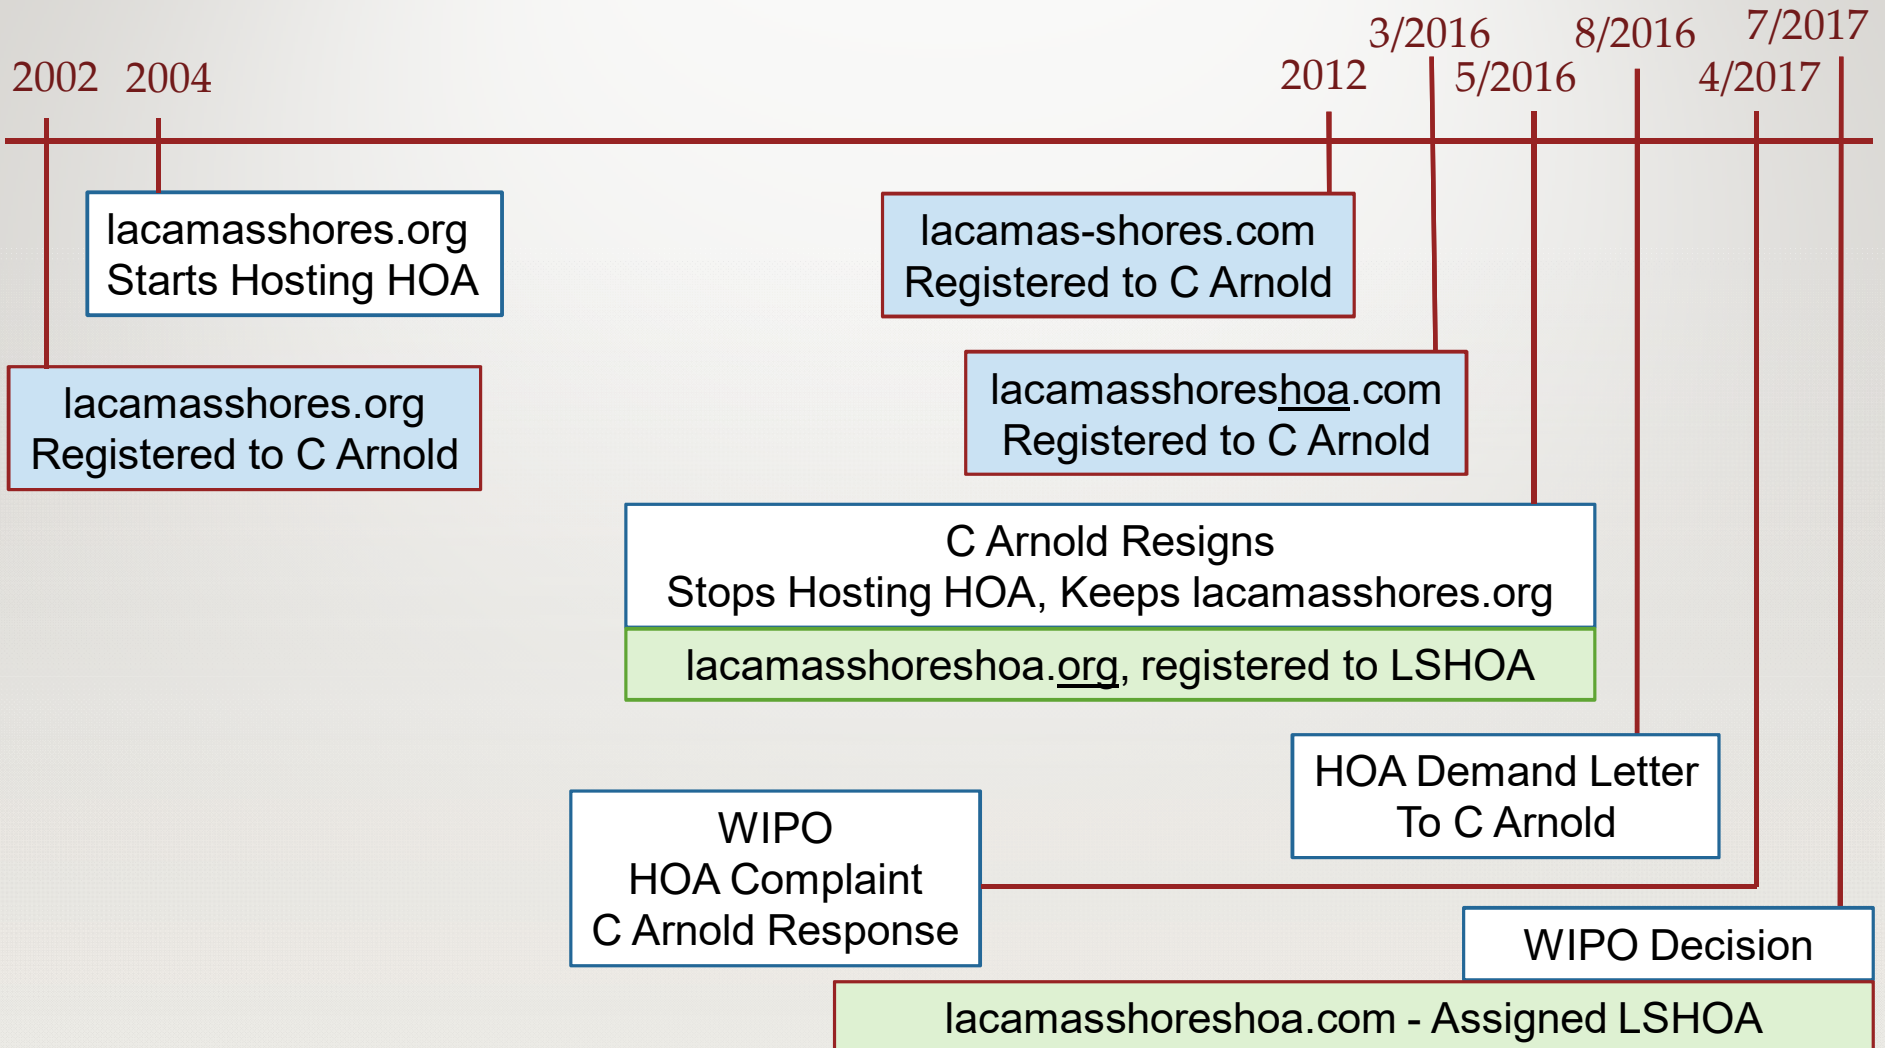 3/2016
8/2016
7/2017
2002
2004
2012
5/2016
4/2017
lacamasshores.org
Starts Hosting HOA
lacamas-shores.com
Registered to C Arnold
lacamasshores.org
Registered to C Arnold
lacamasshoreshoa.com
Registered to C Arnold
C Arnold Resigns
Stops Hosting HOA, Keeps lacamasshores.org
lacamasshoreshoa.org, registered to LSHOA
HOA Demand Letter
To C Arnold
WIPO
HOA Complaint
C Arnold Response
WIPO Decision
lacamasshoreshoa.com - Assigned LSHOA